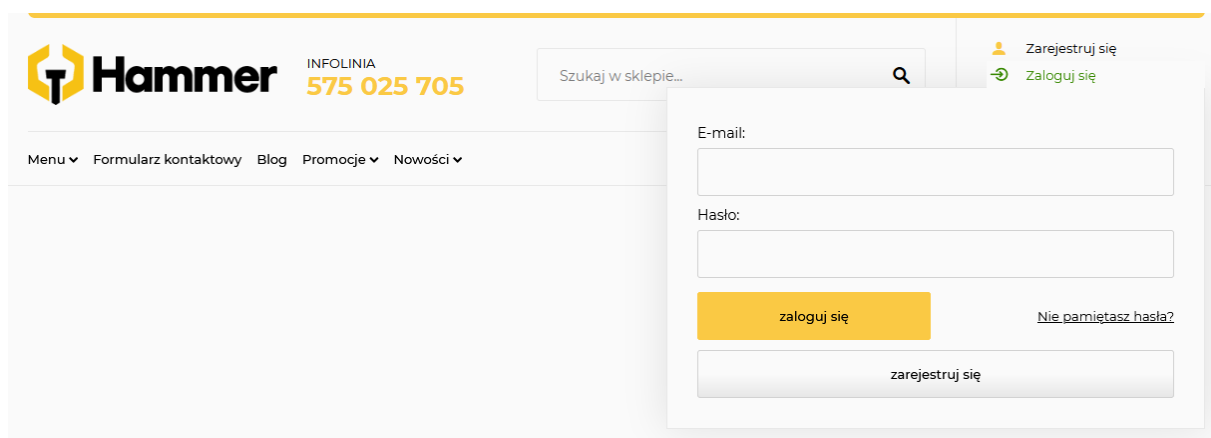 Hammer
INFOLINIA
575 025 705
Szukaj w sklepie...
Zarejestruj się
Zaloguj się
Menu Formularz kontaktowy Blog Promocje Nowości
E-mail:
Hasło:
zaloguj się
Nie pamiętasz hasła?
zarejestruj się